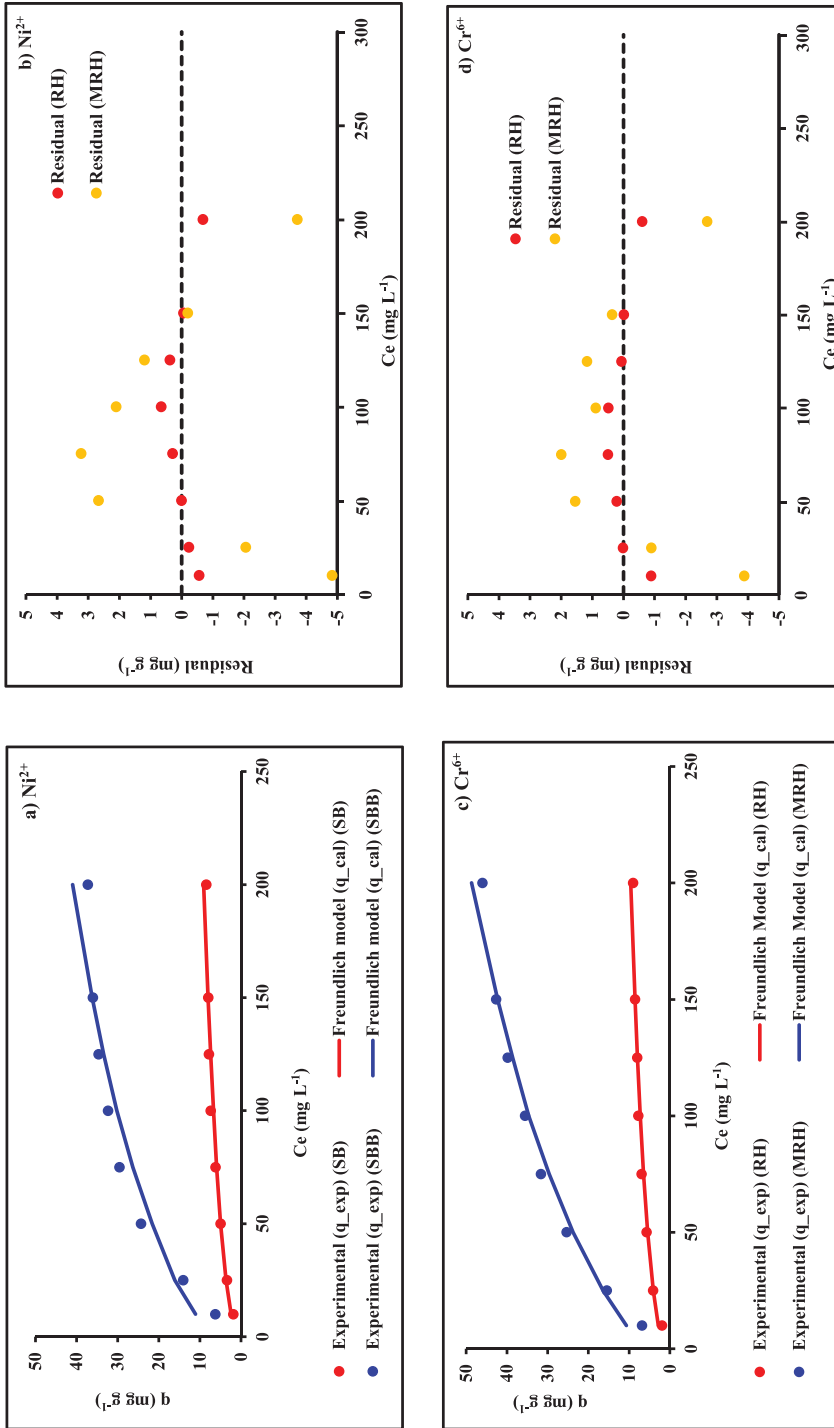 a) Ni²⁺
q (mg g⁻¹)
50
40
30
20
10
0
0 50 100 150 200 250
Ce (mg L⁻¹)
Experimental (q_exp) (SB)
Freundlich model (q_cal) (SB)
Experimental (q_exp) (SBB)
Freundlich model (q_cal) (SBB)
b) Ni²⁺
Residual (RH)
Residual (MRH)
Residual (mg g⁻¹)
5
4
3
2
1
0
-1
-2
-3
-4
-5
0 50 100 150 200 250 300
Ce (mg L⁻¹)
c) Cr⁶⁺
q (mg g⁻¹)
50
40
30
20
10
0
0 50 100 150 200 250
Ce (mg L⁻¹)
Experimental (q_exp) (RH)
Freundlich Model (q_cal) (RH)
Experimental (q_exp) (MRH)
Freundlich Model (q_cal) (MRH)
d) Cr⁶⁺
Residual (RH)
Residual (MRH)
Residual (mg g⁻¹)
5
4
3
2
1
0
-1
-2
-3
-4
-5
0 50 100 150 200 250 300
Ce (mg L⁻¹)